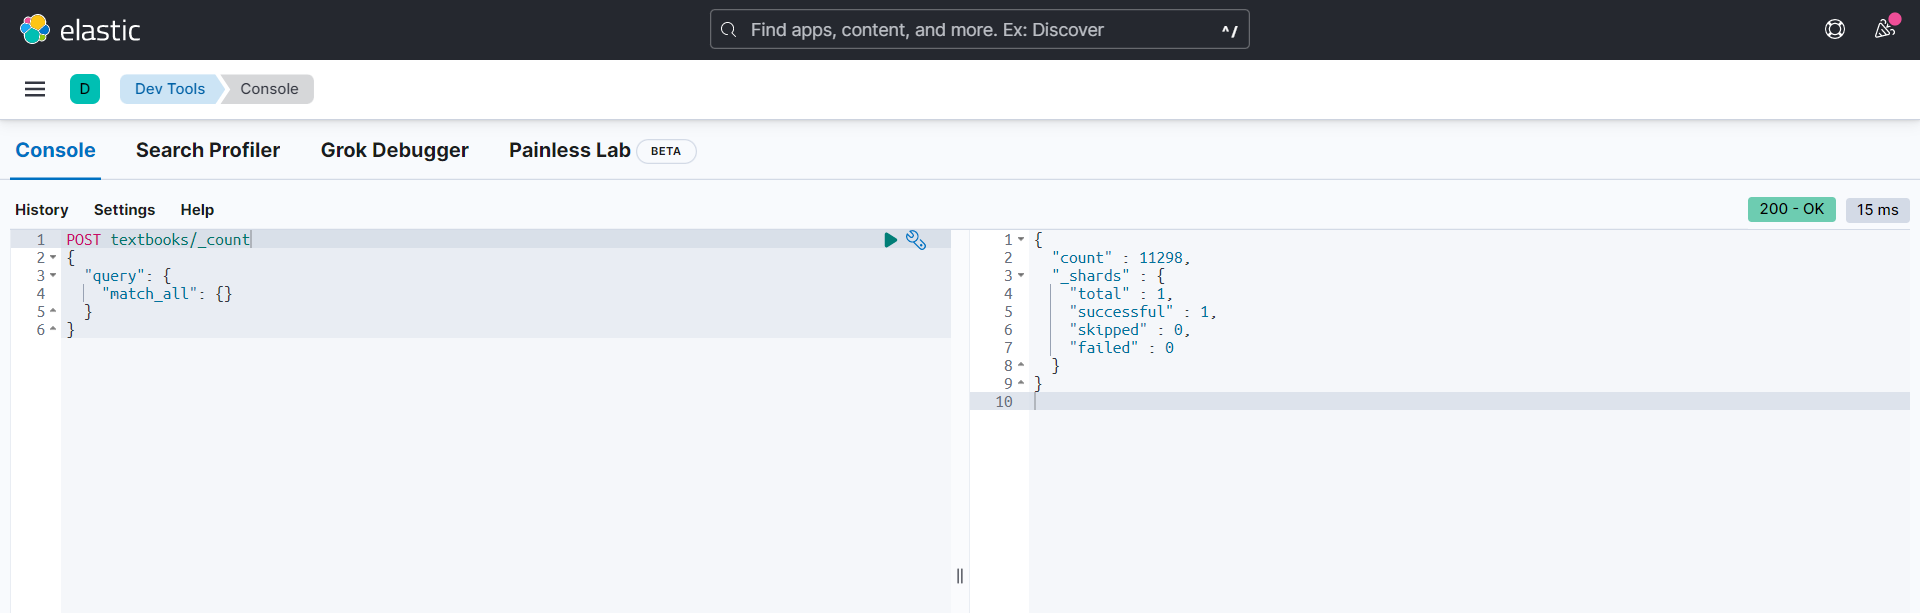 elastic
Find apps, content, and more. Ex: Discover ^/
D Dev Tools Console
Console Search Profiler Grok Debugger Painless Lab BETA
History Settings Help
200 - OK 15 ms
1 POST textbooks/_count
2 {
3 "query": {
4 "match_all": {}
5 }
6 }
1 {
2 "count" : 11298,
3 "_shards" : {
4 "total" : 1,
5 "successful" : 1,
6 "skipped" : 0,
7 "failed" : 0
8 }
9 }
10